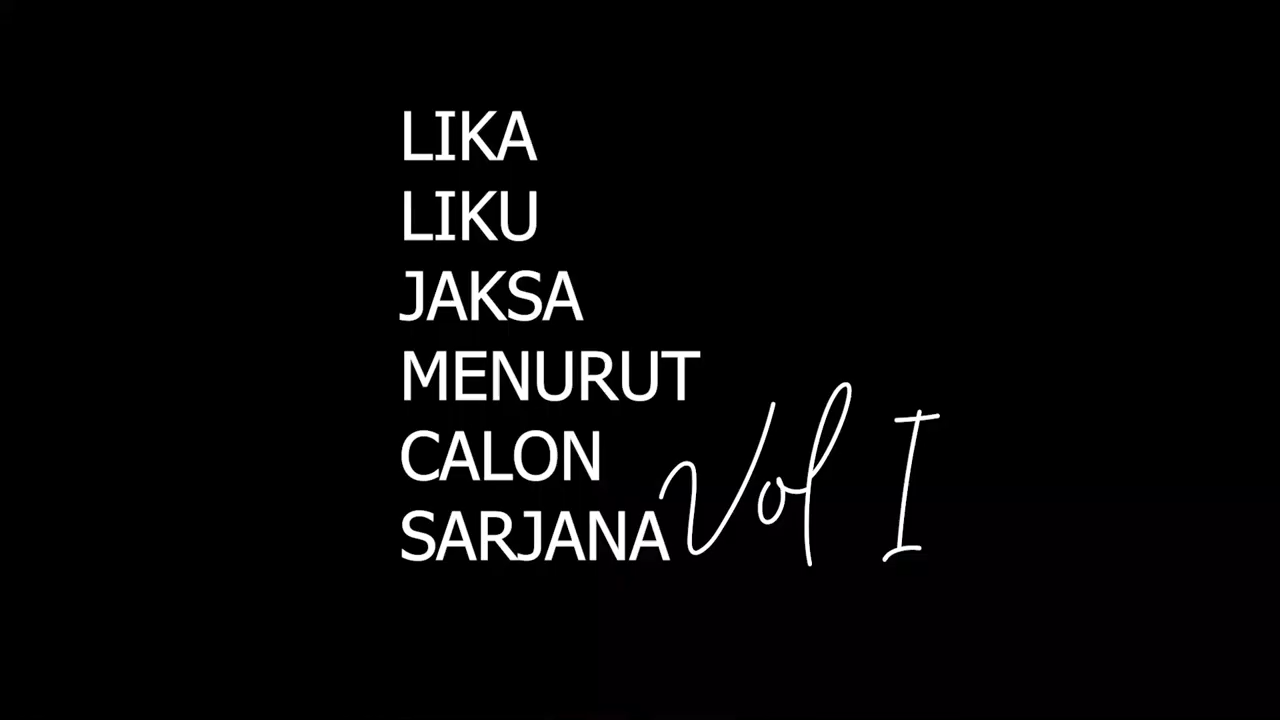 LIKA
LIKU
JAKSA
MENURUT
CALON
SARJANA
Vol I